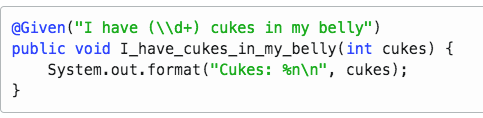 @Given("I have (\\d+) cukes in my belly")
public void I_have_cukes_in_my_belly(int cukes) {
    System.out.format("Cukes: %n\n", cukes);
}